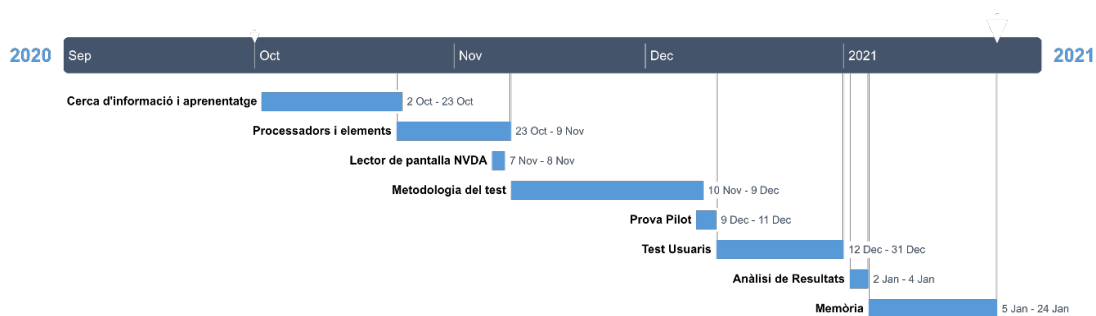 2020 Sep Oct Nov Dec 2021 2021
Cerca d'informació i aprenentatge 2 Oct - 23 Oct
Processadors i elements 23 Oct - 9 Nov
Lector de pantalla NVDA 7 Nov - 8 Nov
Metodologia del test 10 Nov - 9 Dec
Prova Pilot 9 Dec - 11 Dec
Test Usuaris 12 Dec - 31 Dec
Anàlisi de Resultats 2 Jan - 4 Jan
Memòria 5 Jan - 24 Jan